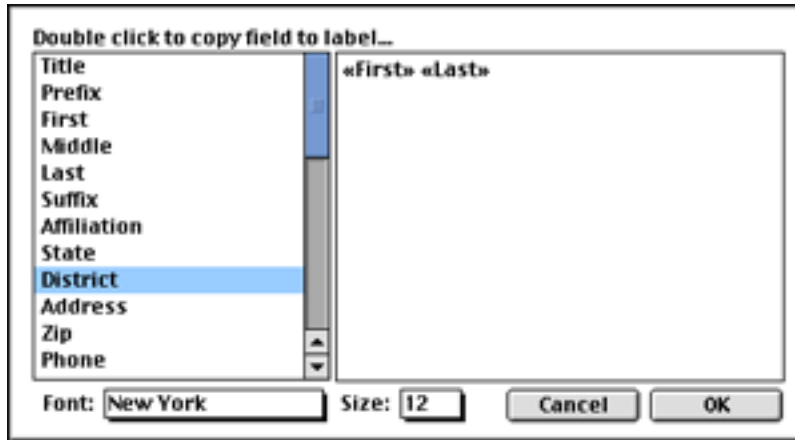 Double click to copy field to label...
Title
Prefix
First
Middle
Last
Suffix
Affiliation
State
District
Address
Zip
Phone
«First» «Last»
Font: New York Size: 12 Cancel OK